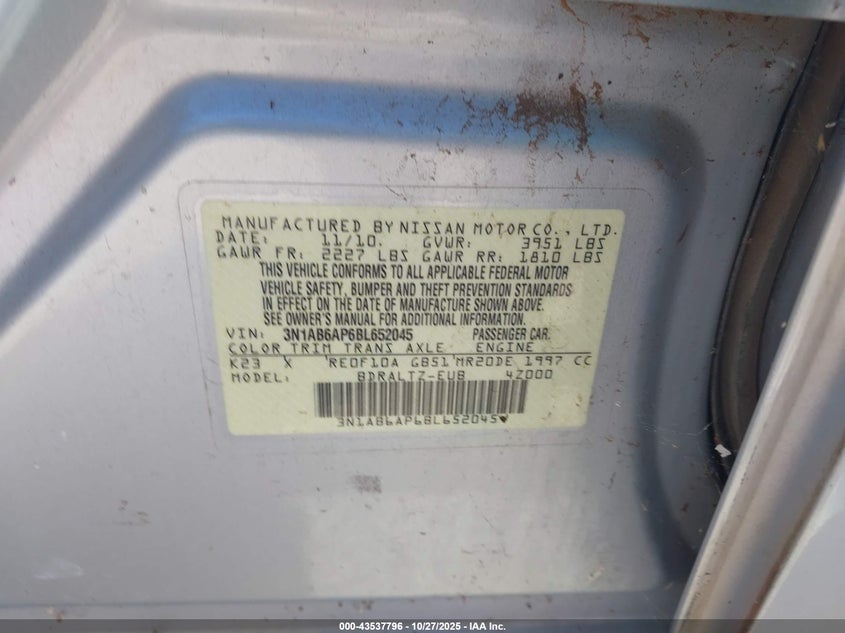 MANUFACTURED BY NISSAN MOTOR CO., LTD.
DATE: 11/10. GVWR: 3951 LBS
GAWR FR: 2227 LBS GAWR RR: 1810 LBS
THIS VEHICLE CONFORMS TO ALL APPLICABLE FEDERAL MOTOR
VEHICLE SAFETY, BUMPER AND THEFT PREVENTION STANDARDS
IN EFFECT ON THE DATE OF MANUFACTURE SHOWN ABOVE.
SEE OWNER'S MANUAL FOR ADDITIONAL INFORMATION.
VIN: 3N1AB6AP6BL652045 PASSENGER CAR.
COLOR TRIM TRANS AXLE ENGINE
K23 X RE0F10A GB51 MR20DE 1997 CC
MODEL: BDRALTZ-EUB 4Z000
3N1AB6AP6BL652045
000-43537796 - 10/27/2025 - IAA Inc.